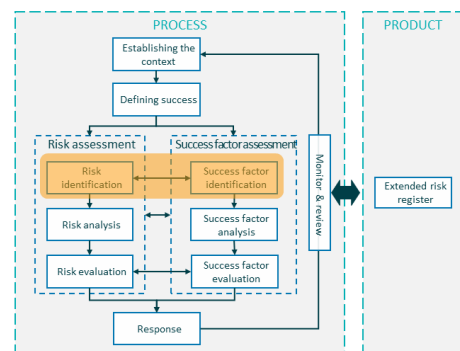 PROCESS
PRODUCT
Establishing the
context
Defining success
Risk assessment
Success factor assessment
Risk
identification
Success factor
identification
Risk analysis
Success factor
analysis
Risk evaluation
Success factor
evaluation
Response
Monitor & review
Extended risk
register